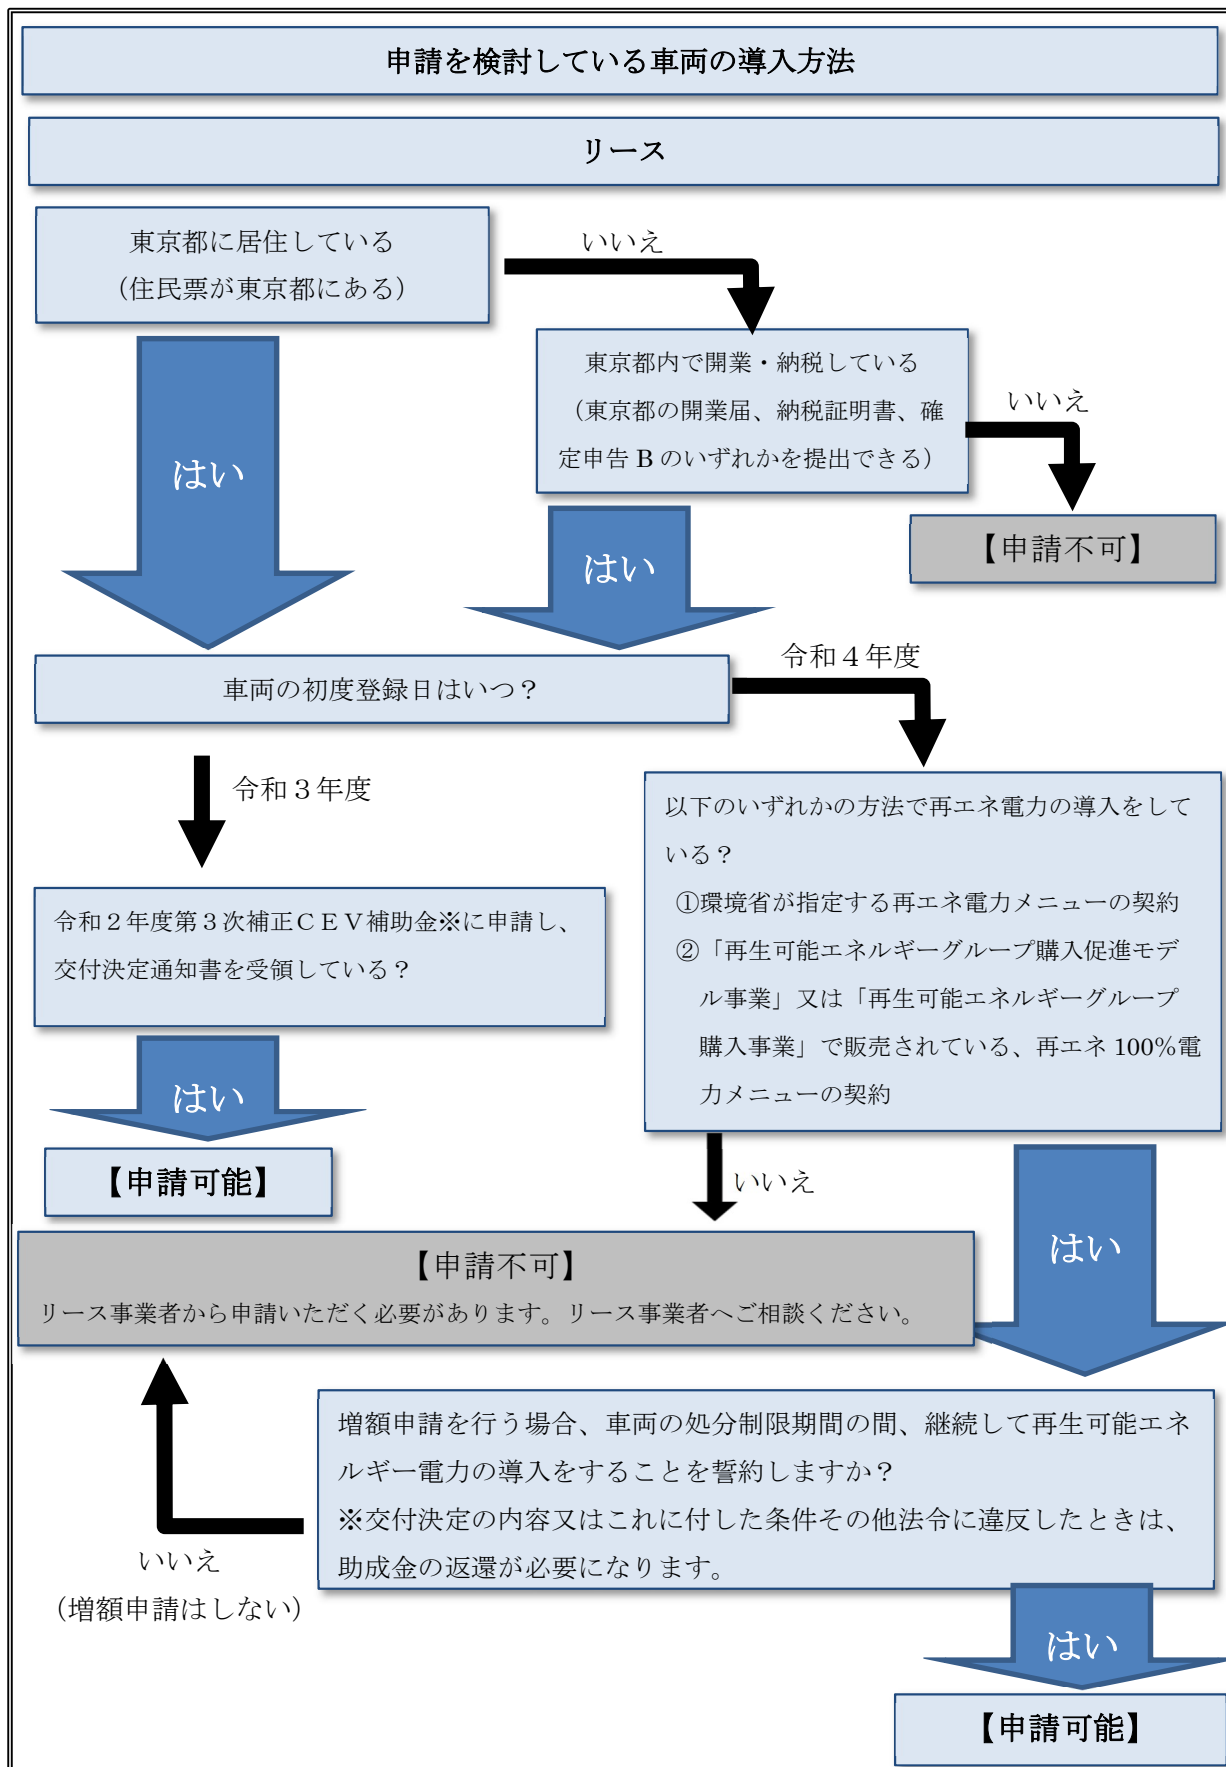 申請を検討している車両の導入方法
リース
東京都に居住している
（住民票が東京都にある）
いいえ
東京都内で開業・納税している
（東京都の開業届、納税証明書、確
定申告 B のいずれかを提出できる）
いいえ
はい
【申請不可】
はい
車両の初度登録日はいつ？
令和４年度
令和３年度
以下のいずれかの方法で再エネ電力の導入をして
いる？
①環境省が指定する再エネ電力メニューの契約
②「再生可能エネルギーグループ購入促進モデ
ル事業」又は「再生可能エネルギーグループ
購入事業」で販売されている、再エネ 100％電
力メニューの契約
令和２年度第３次補正ＣＥＶ補助金※に申請し、
交付決定通知書を受領している？
はい
【申請可能】
いいえ
はい
【申請不可】
リース事業者から申請いただく必要があります。リース事業者へご相談ください。
増額申請を行う場合、車両の処分制限期間の間、継続して再生可能エネ
ルギー電力の導入をすることを誓約しますか？
※交付決定の内容又はこれに付した条件その他法令に違反したときは、
助成金の返還が必要になります。
いいえ
（増額申請はしない）
はい
【申請可能】